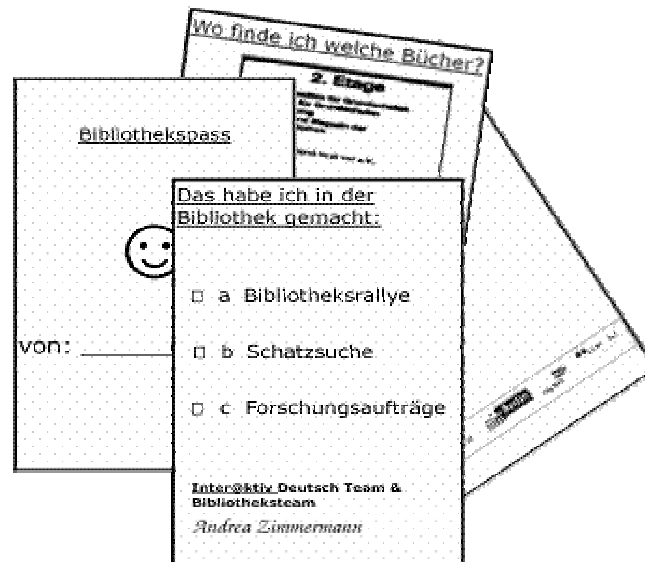 Wo finde ich welche Bücher?
2. Etage
Bibliothekspass
von:
Das habe ich in der
Bibliothek gemacht:
a Bibliotheksrallye
b Schatzsuche
c Forschungsaufträge
Inter@ktiv Deutsch Team &
Bibliotheksteam
Andrea Zimmermann